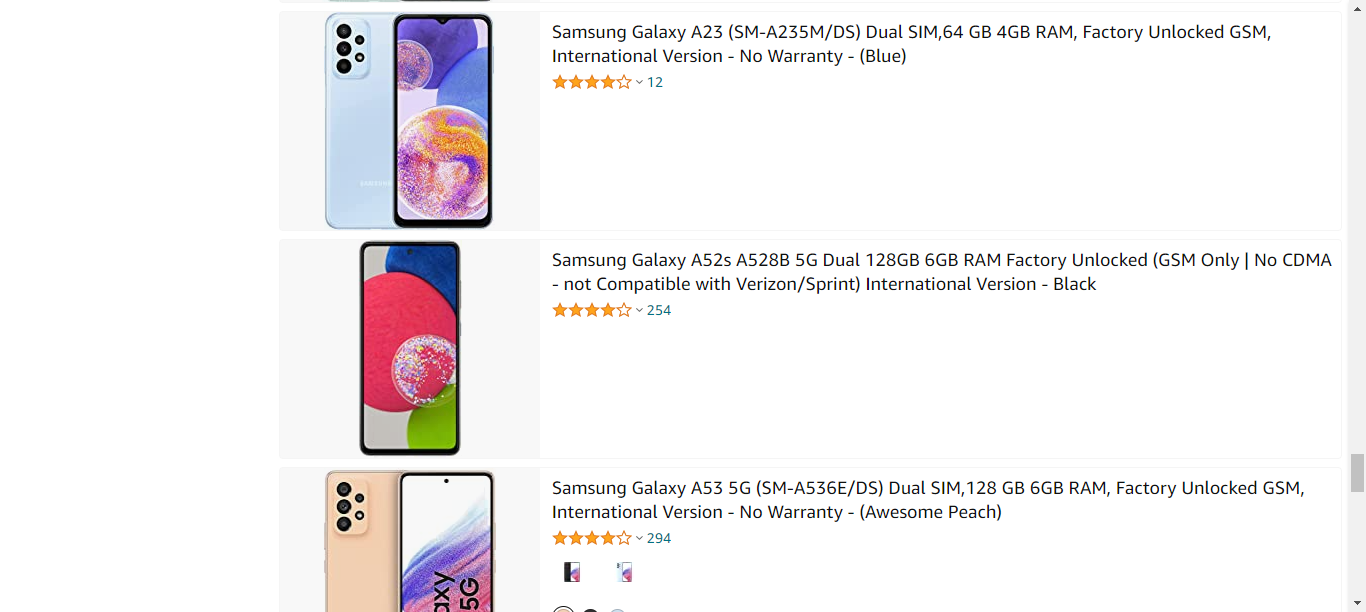 Samsung Galaxy A23 (SM-A235M/DS) Dual SIM,64 GB 4GB RAM, Factory Unlocked GSM,
International Version - No Warranty - (Blue)
12
SAMSUNG
Samsung Galaxy A52s A528B 5G Dual 128GB 6GB RAM Factory Unlocked (GSM Only | No CDMA
- not Compatible with Verizon/Sprint) International Version - Black
254
Samsung Galaxy A53 5G (SM-A536E/DS) Dual SIM,128 GB 6GB RAM, Factory Unlocked GSM,
International Version - No Warranty - (Awesome Peach)
294
axy
5G